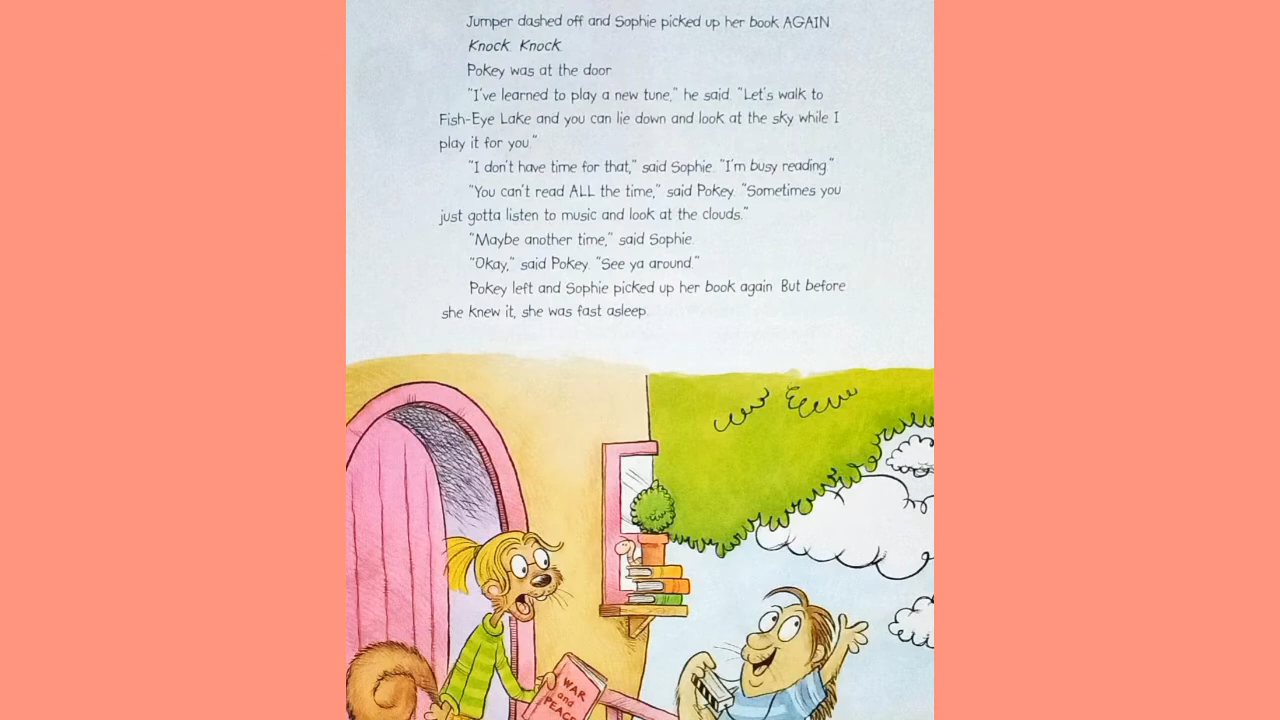 Jumper dashed off and Sophie picked up her book AGAIN
Knock. Knock.
Pokey was at the door.
"I've learned to play a new tune," he said. "Let's walk to
Fish-Eye Lake and you can lie down and look at the sky while I
play it for you."
"I don't have time for that," said Sophie. "I'm busy reading."
"You can't read ALL the time," said Pokey. "Sometimes you
just gotta listen to music and look at the clouds."
"Maybe another time," said Sophie.
"Okay," said Pokey. "See ya around."
Pokey left and Sophie picked up her book again. But before
she knew it, she was fast asleep.
WAR
and
PEACE